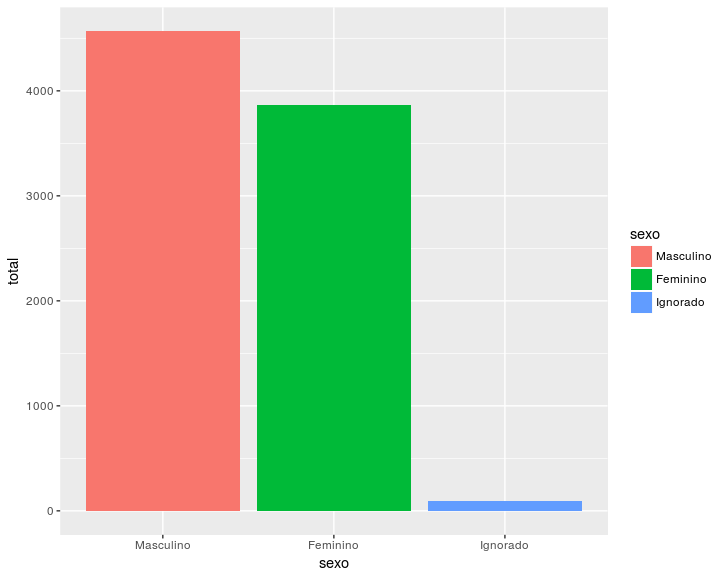 4000
3000
2000
1000
0
total
Masculino
Feminino
Ignorado
sexo
sexo
Masculino
Feminino
Ignorado